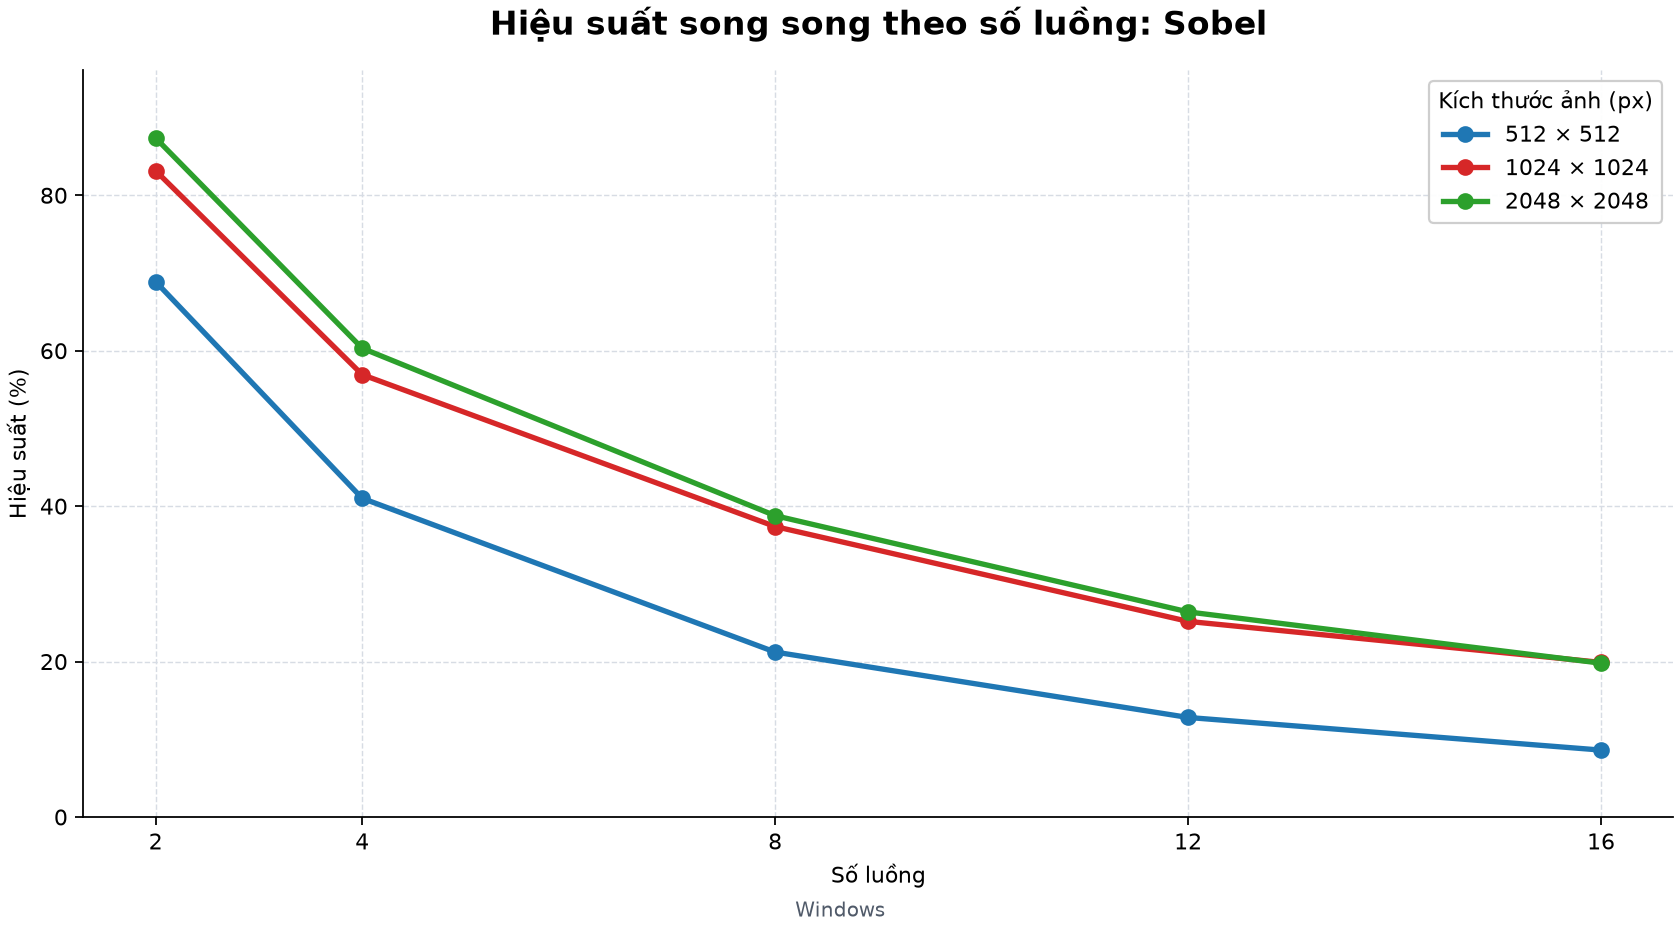 Hiệu suất song song theo số luồng: Sobel
Kích thước ảnh (px)
512 × 512
1024 × 1024
2048 × 2048
Hiệu suất (%)
80
60
40
20
0
2 4 8 12 16
Số luồng
Windows